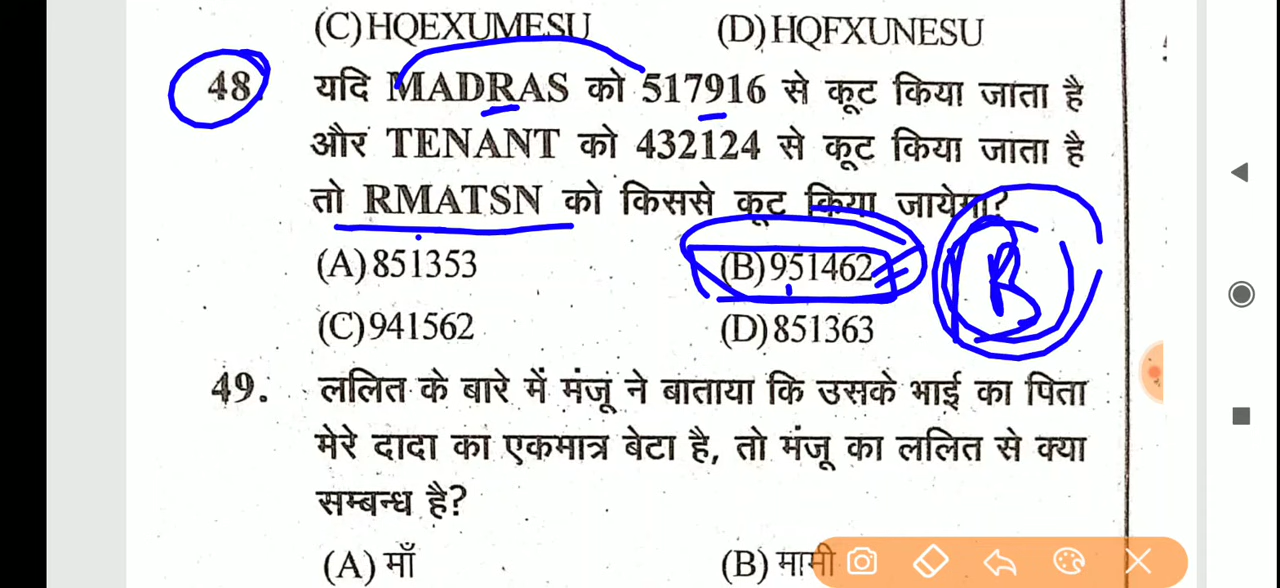 (C) HQEXUMESU (D) HQFXUNESU
48. यदि MADRAS को 517916 से कूट किया जाता है
और TENANT को 432124 से कूट किया जाता है
तो RMATSN को किससे कूट किया जायेगा?
(A) 851353 (B) 951462 B
(C) 941562 (D) 851363
49. ललित के बारे में मंजू ने बाताया कि उसके भाई का पिता
मेरे दादा का एकमात्र बेटा है, तो मंजू का ललित से क्या
सम्बन्ध है?
(A) माँ (B) मामी